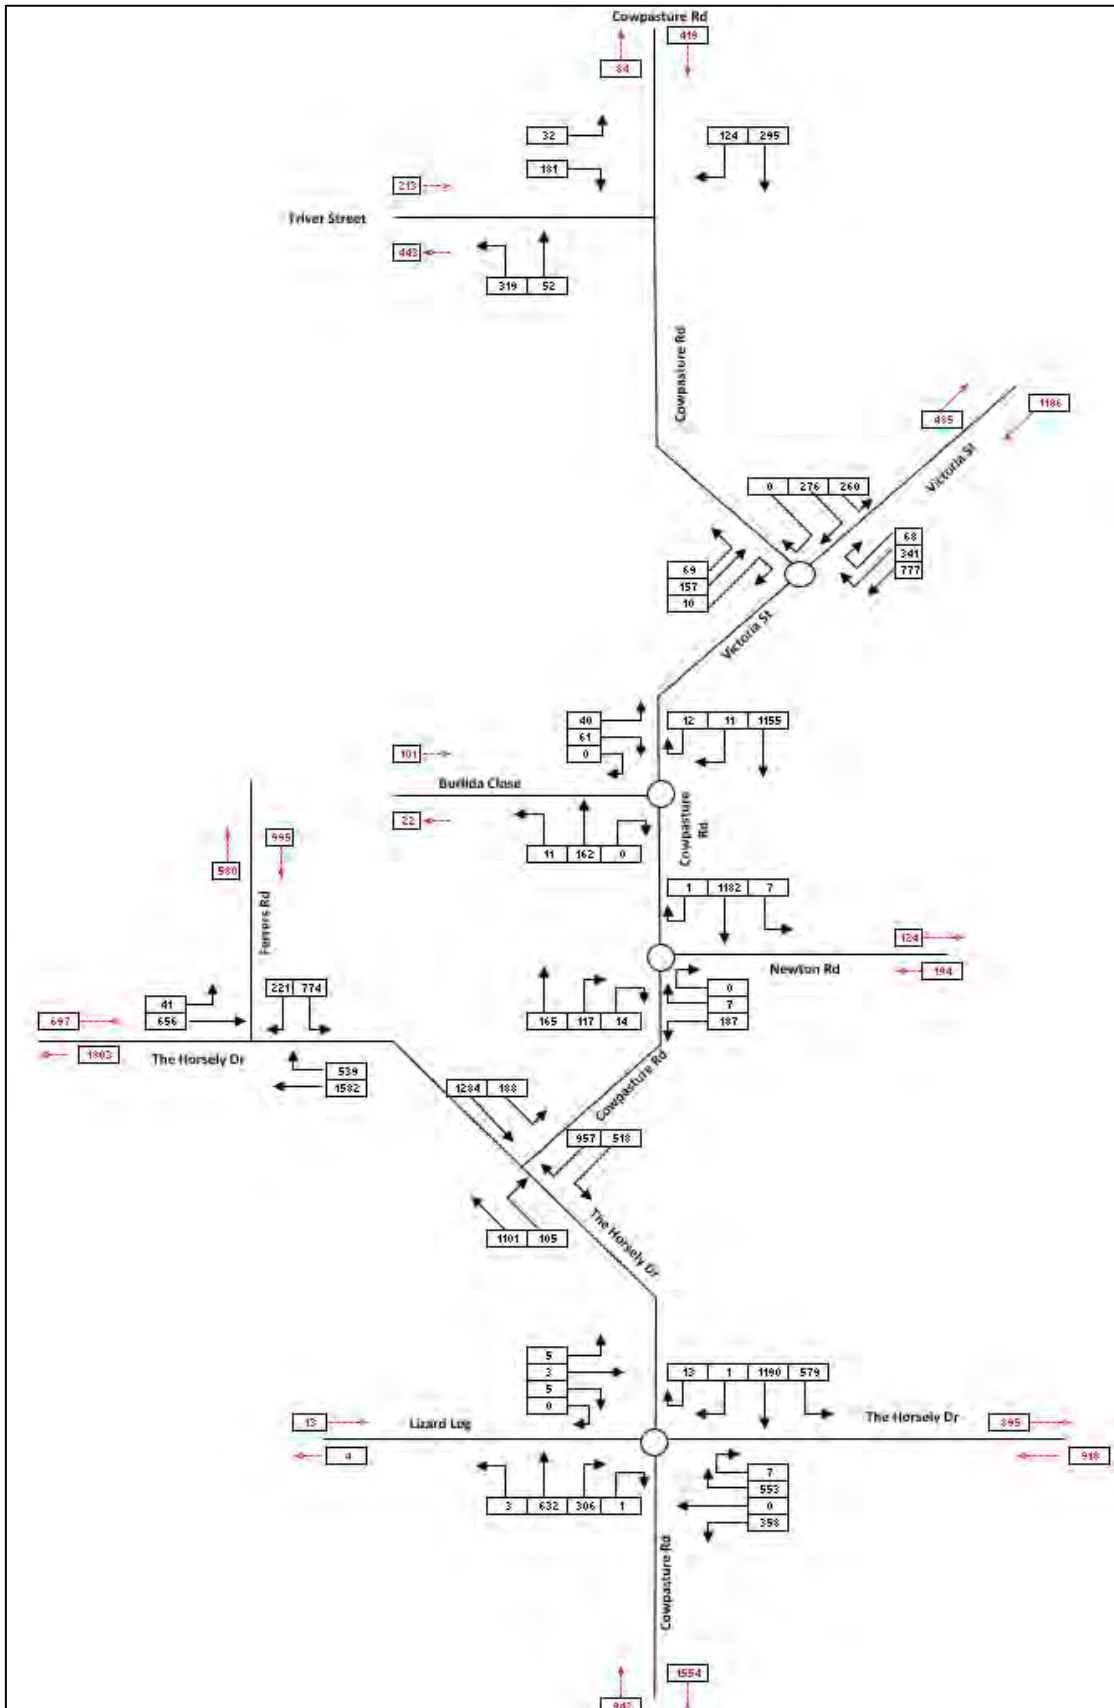 Cowpasture Rd
419
84
32
124 295
181
213
Triver Street
443
319 52
Cowpasture Rd
1186
485
Victoria St
0 276 260
68
341
777
69
157
10
Victoria St
40
61
0
12 11 1155
101
Burilda Close
22
11 162 0
Cowpasture
Rd
995
580
Ferrers Rd
1 1182 7
124
Newton Rd
194
0
7
187
165 117 14
221 774
41
656
697
1803
The Horsely Dr
539
1582
1284 188
Cowpasture Rd
957 518
1101 105
The Horsely Dr
5
3
5
0
13 1 1190 579
The Horsely Dr
895
13
Lizard Log
4
918
7
553
0
358
3 632 306 1
Cowpasture Rd
1554
942